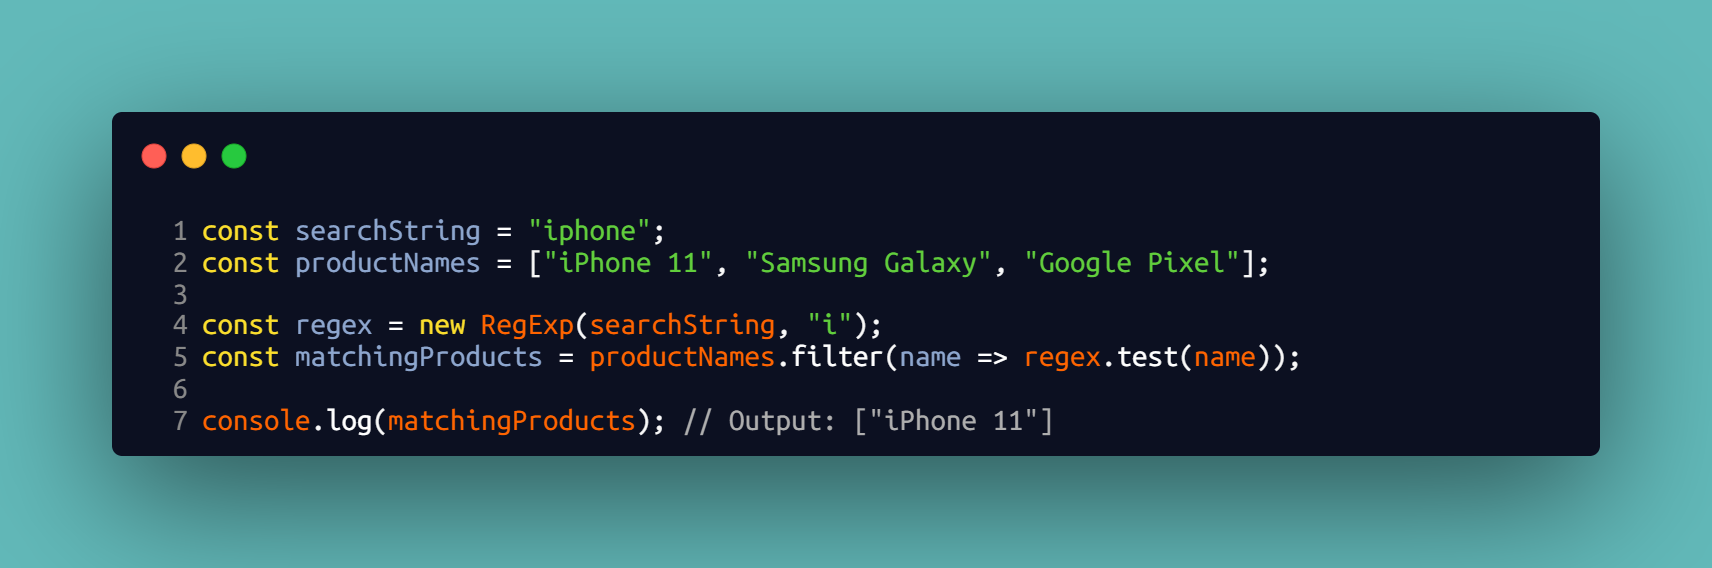 1 const searchString = "iphone";
2 const productNames = ["iPhone 11", "Samsung Galaxy", "Google Pixel"];
3
4 const regex = new RegExp(searchString, "i");
5 const matchingProducts = productNames.filter(name => regex.test(name));
6
7 console.log(matchingProducts); // Output: ["iPhone 11"]